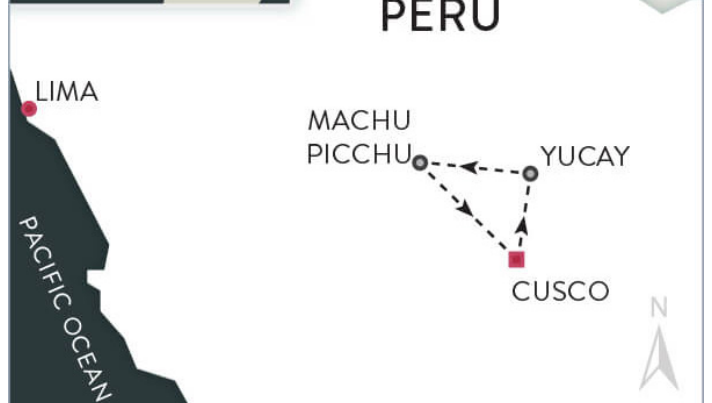 PERU
LIMA
MACHU
PICCHU
YUCAY
CUSCO
PACIFIC OCEAN
N